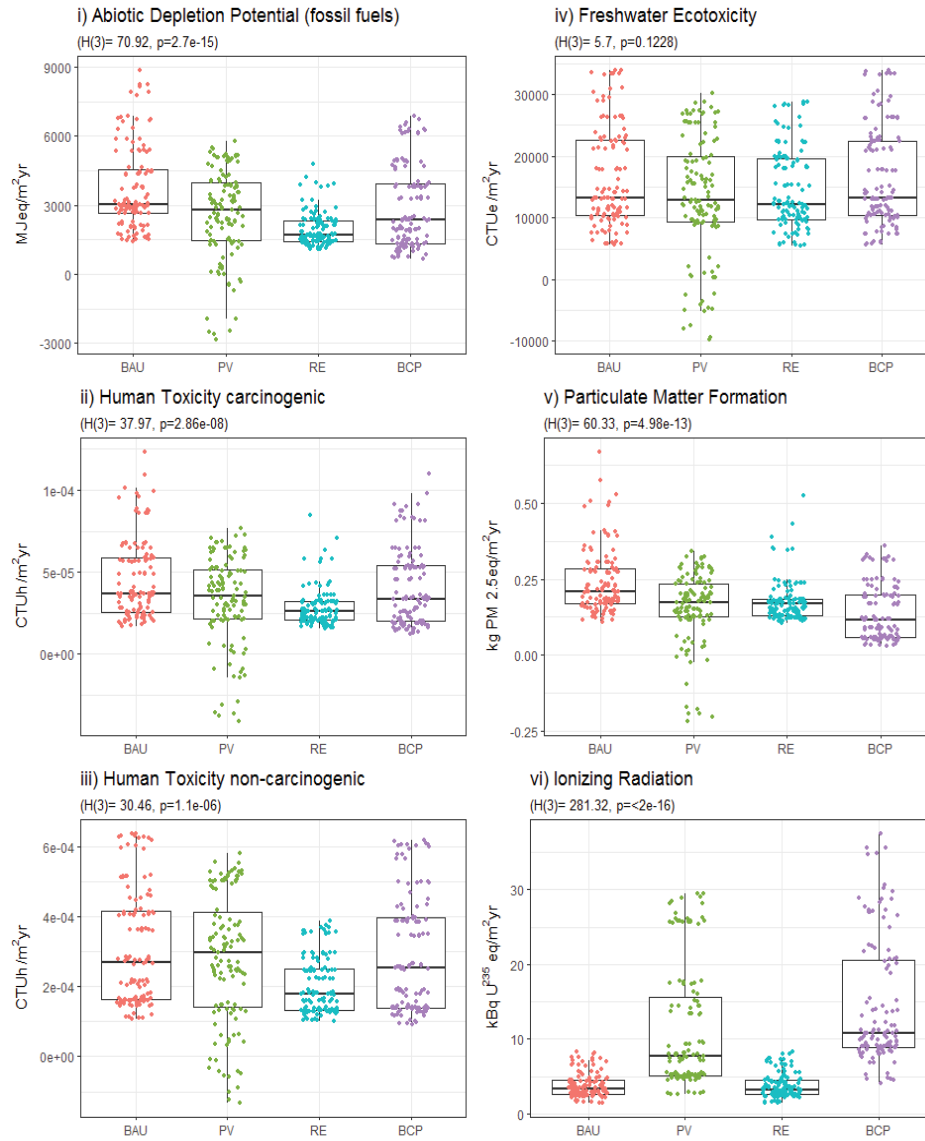 i) Abiotic Depletion Potential (fossil fuels)
(H(3)= 70.92, p=2.7e-15)
MJeq/m²yr
9000
6000
3000
0
-3000
BAU PV RE BCP
iv) Freshwater Ecotoxicity
(H(3)= 5.7, p=0.1228)
CTUe/m²yr
30000
20000
10000
0
-10000
BAU PV RE BCP
ii) Human Toxicity carcinogenic
(H(3)= 37.97, p=2.86e-08)
CTUh/m²yr
1e-04
5e-05
0e+00
BAU PV RE BCP
v) Particulate Matter Formation
(H(3)= 60.33, p=4.98e-13)
kg PM 2.5eq/m²yr
0.50
0.25
0.00
-0.25
BAU PV RE BCP
iii) Human Toxicity non-carcinogenic
(H(3)= 30.46, p=1.1e-06)
CTUh/m²yr
6e-04
4e-04
2e-04
0e+00
BAU PV RE BCP
vi) Ionizing Radiation
(H(3)= 281.32, p=<2e-16)
kBq U²³⁵ eq/m²yr
30
20
10
0
BAU PV RE BCP